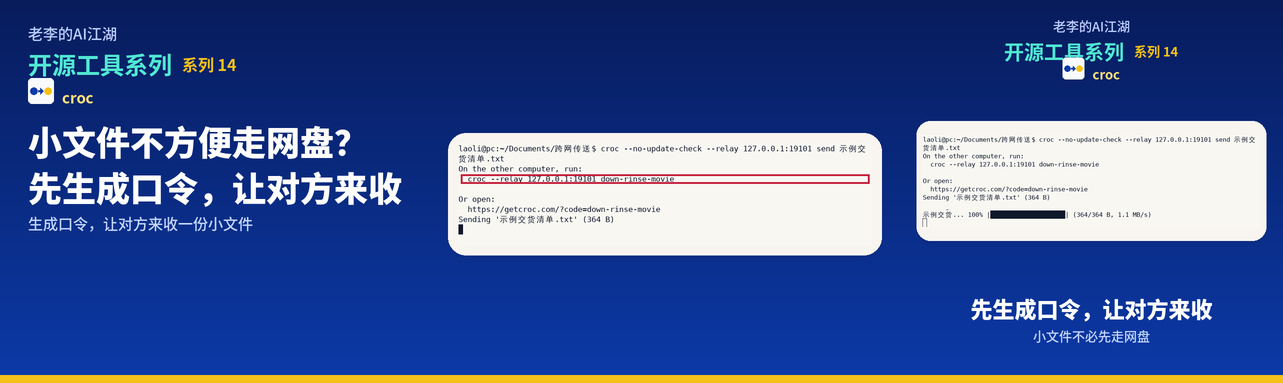 老李的AI江湖
开源工具系列 系列 14
croc
小文件不方便走网盘?
先生成口令，让对方来收
生成口令，让对方来收一份小文件
laoli@pc:~/Documents/跨网传送$ croc --no-update-check --relay 127.0.0.1:19101 send 示例交
货清单.txt
On the other computer, run:
croc --relay 127.0.0.1:19101 down-rinse-movie
Or open:
https://getcroc.com/?code=down-rinse-movie
Sending '示例交货清单.txt' (364 B)
老李的AI江湖
开源工具系列 系列 14
croc
laoli@pc:~/Documents/跨网传送$ croc --no-update-check --relay 127.0.0.1:19101 send 示例交
货清单.txt
On the other computer, run:
croc --relay 127.0.0.1:19101 down-rinse-movie
Or open:
https://getcroc.com/?code=down-rinse-movie
Sending '示例交货清单.txt' (364 B)
示例交货... 100% |██████████| (364/364 B, 1.1 MB/s)
先生成口令，让对方来收
小文件不必先走网盘